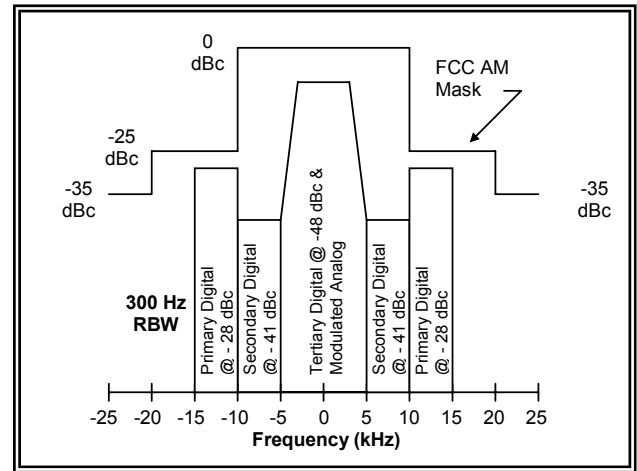 0
dBc
FCC AM
Mask
-25
dBc
-35
dBc
-35
dBc
300 Hz
RBW
Primary Digital
@ - 28 dBc
Secondary Digital
@ - 41 dBc
Tertiary Digital @ -48 dBc &
Modulated Analog
Secondary Digital
@ - 41 dBc
Primary Digital
@ - 28 dBc
-25 -20 -15 -10 -5 0 5 10 15 20 25
Frequency (kHz)